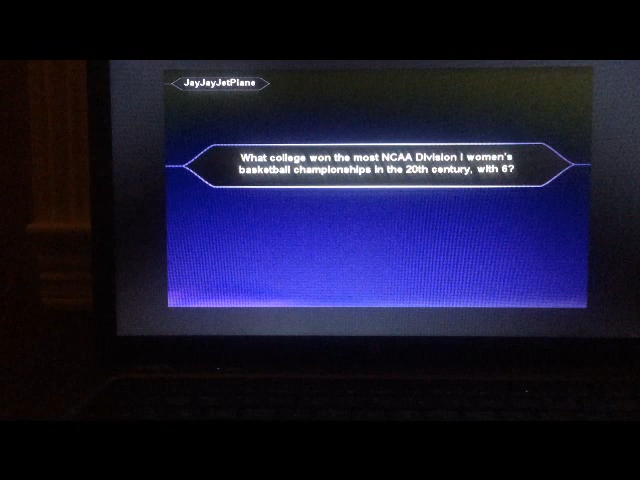 JayJayJetPlane
What college won the most NCAA Division I women's
basketball championships in the 20th century, with 6?